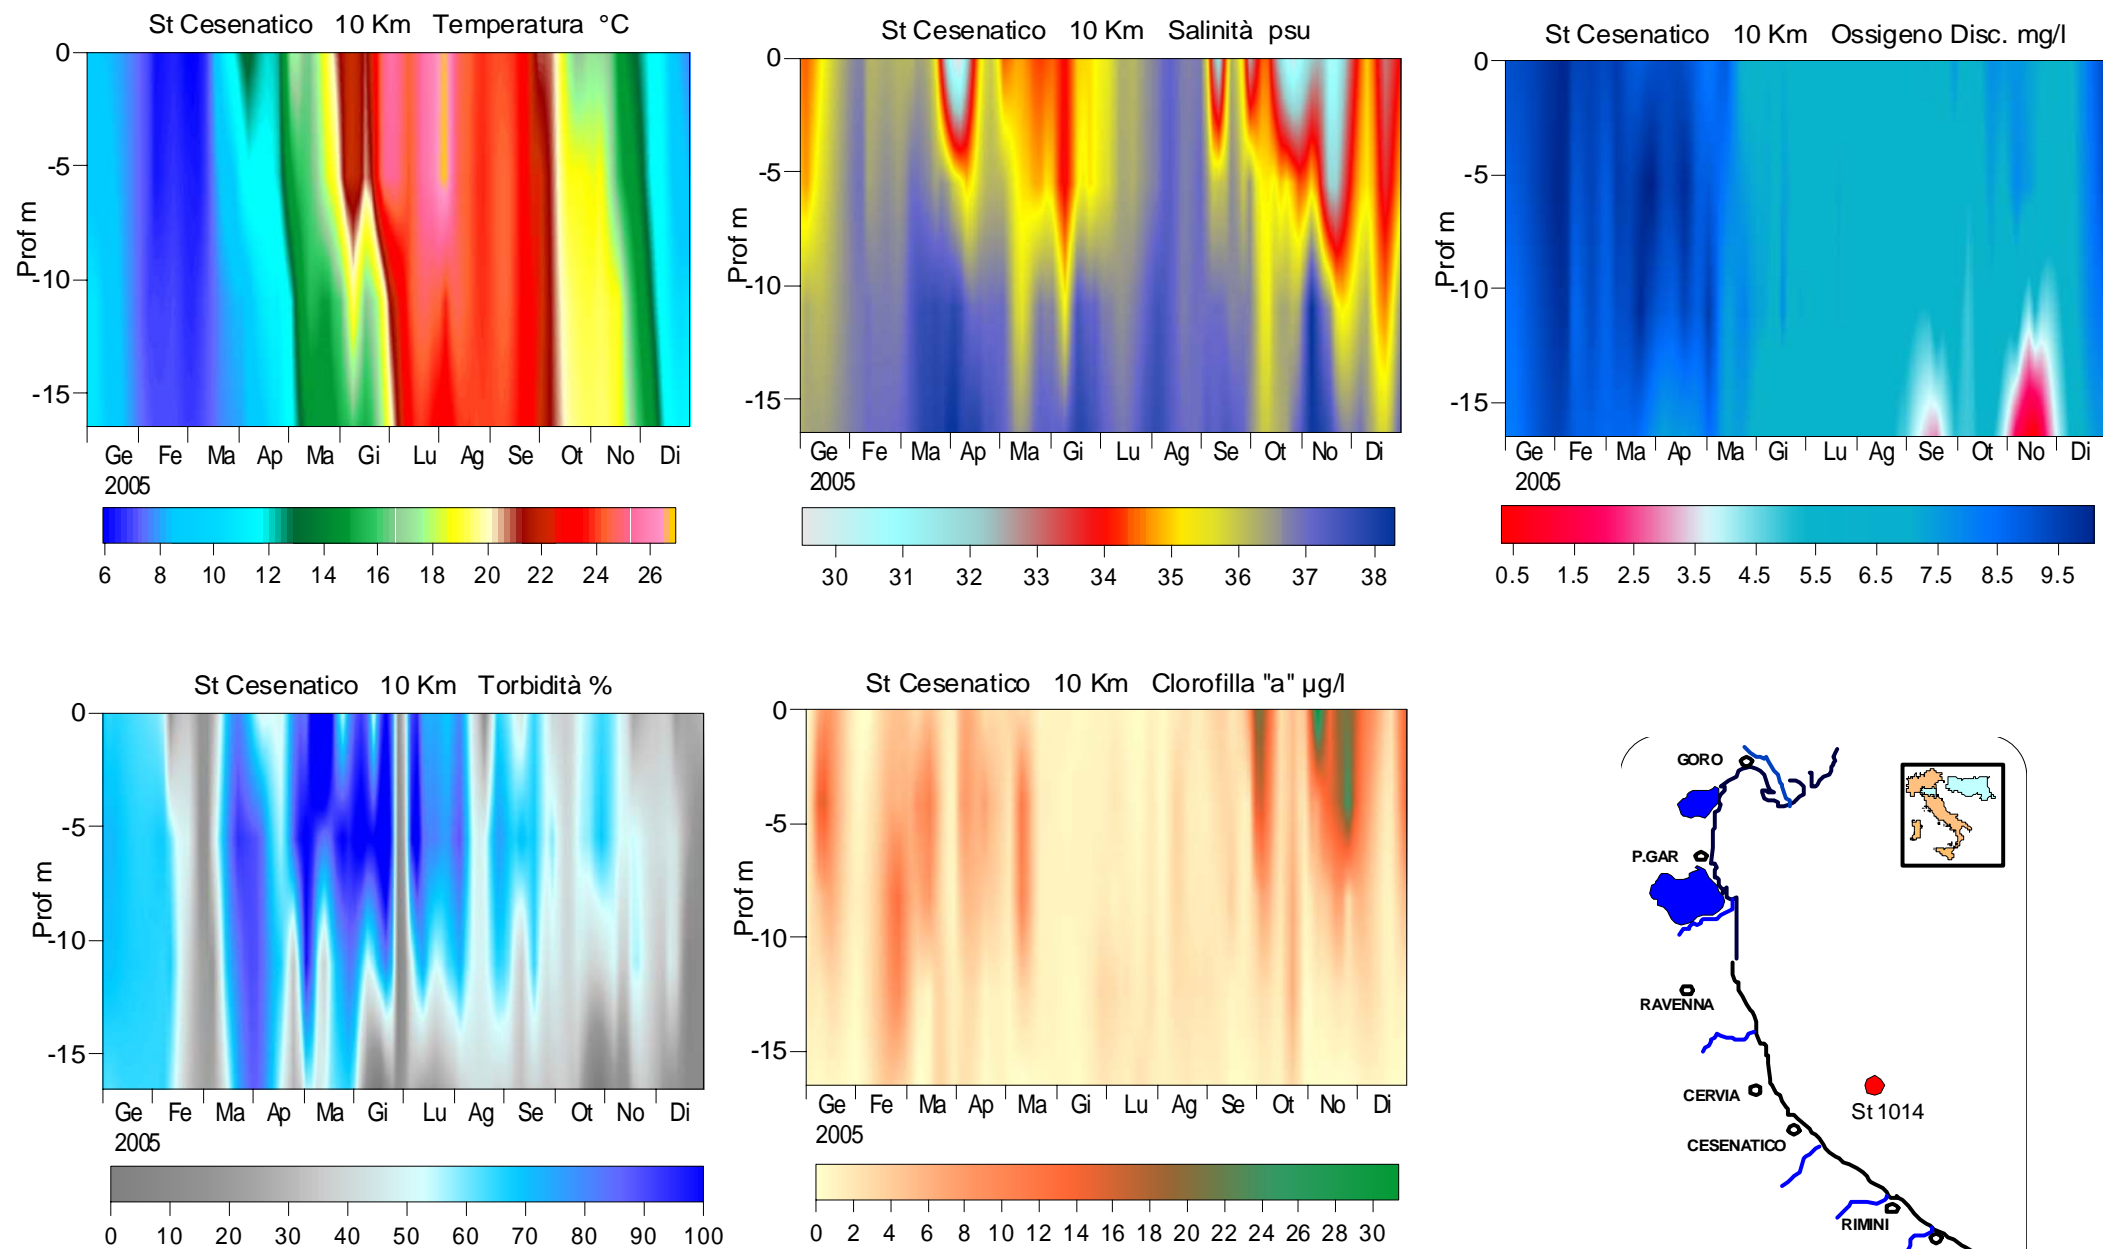 St Cesenatico 10 Km Temperatura °C
0
-5
-10
-15
Prof m
Ge Fe Ma Ap Ma Gi Lu Ag Se Ot No Di
2005
6 8 10 12 14 16 18 20 22 24 26
St Cesenatico 10 Km Salinità psu
0
-5
-10
-15
Prof m
Ge Fe Ma Ap Ma Gi Lu Ag Se Ot No Di
2005
30 31 32 33 34 35 36 37 38
St Cesenatico 10 Km Ossigeno Disc. mg/l
0
-5
-10
-15
Prof m
Ge Fe Ma Ap Ma Gi Lu Ag Se Ot No Di
2005
0.5 1.5 2.5 3.5 4.5 5.5 6.5 7.5 8.5 9.5
St Cesenatico 10 Km Torbidità %
0
-5
-10
-15
Prof m
Ge Fe Ma Ap Ma Gi Lu Ag Se Ot No Di
2005
0 10 20 30 40 50 60 70 80 90 100
St Cesenatico 10 Km Clorofilla "a" µg/l
0
-5
-10
-15
Prof m
Ge Fe Ma Ap Ma Gi Lu Ag Se Ot No Di
2005
0 2 4 6 8 10 12 14 16 18 20 22 24 26 28 30
GORO
P.GAR
RAVENNA
CERVIA
St 1014
CESENATICO
RIMINI